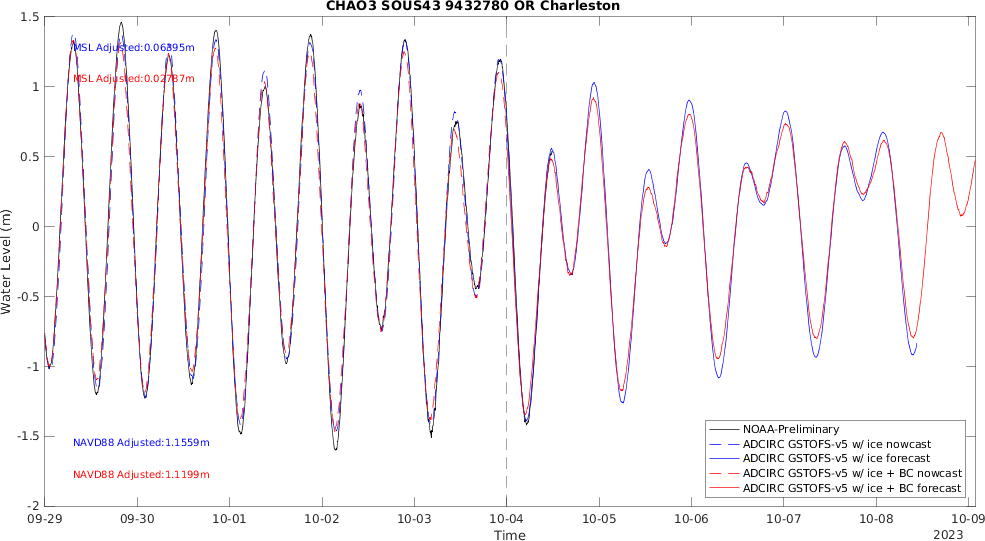 CHAO3 SOUS43 9432780 OR Charleston
1.5
1
0.5
0
-0.5
-1
-1.5
-2
Water Level (m)
MSL Adjusted:0.06395m
MSL Adjusted:0.02787m
NAVD88 Adjusted:1.1559m
NAVD88 Adjusted:1.1199m
NOAA-Preliminary
ADCIRC GSTOFS-v5 w/ ice nowcast
ADCIRC GSTOFS-v5 w/ ice forecast
ADCIRC GSTOFS-v5 w/ ice + BC nowcast
ADCIRC GSTOFS-v5 w/ ice + BC forecast
09-29 09-30 10-01 10-02 10-03 10-04 10-05 10-06 10-07 10-08 10-09
Time
2023